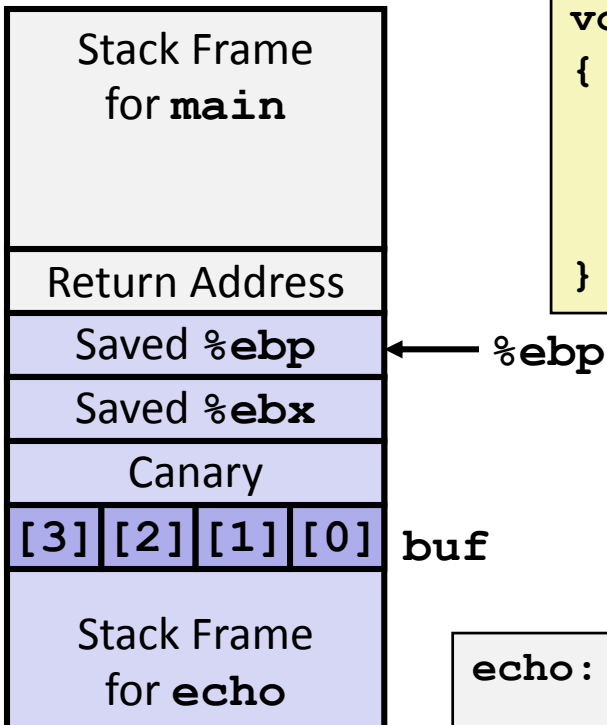 Stack Frame
for main
Return Address
Saved %ebp
%ebp
Saved %ebx
Canary
[3] [2] [1] [0]
buf
Stack Frame
for echo
{
}
echo: